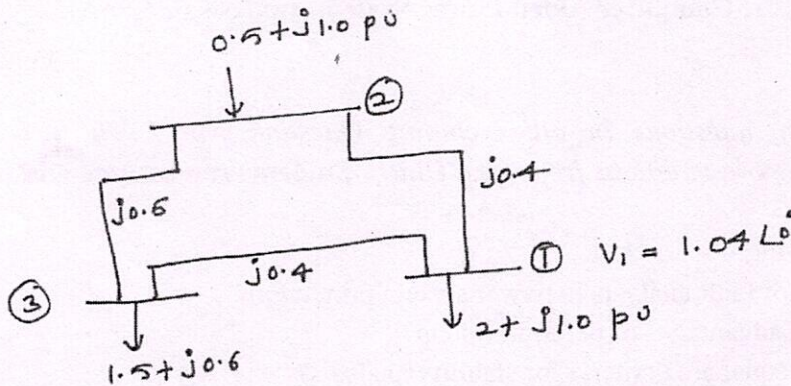 0.5+j1.0 pu
②
j0.4
j0.6
j0.4
① V₁ = 1.04 ∠0°
③
2+ j1.0 pu
1.5+j0.6